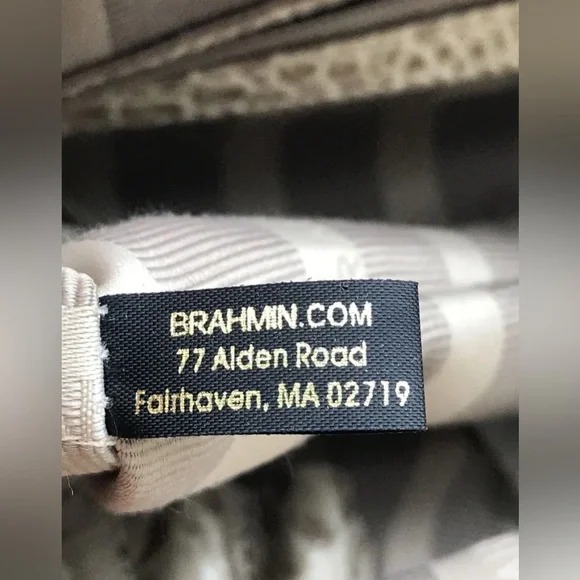 BRAHMIN.COM
77 Alden Road
Fairhaven, MA 02719